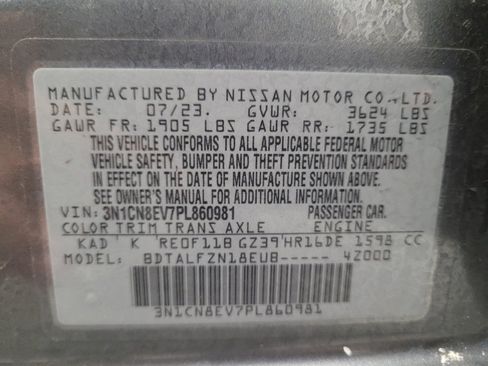 MANUFACTURED BY NISSAN MOTOR CO., LTD.
DATE: 07/23. GVWR: 3624 LBS
GAWR FR: 1905 LBS GAWR RR: 1735 LBS
THIS VEHICLE CONFORMS TO ALL APPLICABLE FEDERAL MOTOR
VEHICLE SAFETY, BUMPER AND THEFT PREVENTION STANDARDS
IN EFFECT ON THE DATE OF MANUFACTURE SHOWN ABOVE.
SEE OWNER'S MANUAL FOR ADDITIONAL INFORMATION.
VIN: 3N1CN8EV7PL860981 PASSENGER CAR.
COLOR TRIM TRANS AXLE ENGINE
KAD K RE0F11B GZ39 HR16DE 1598 CC
MODEL: BDTALFZN18EUB----- 4Z000
3N1CN8EV7PL860981